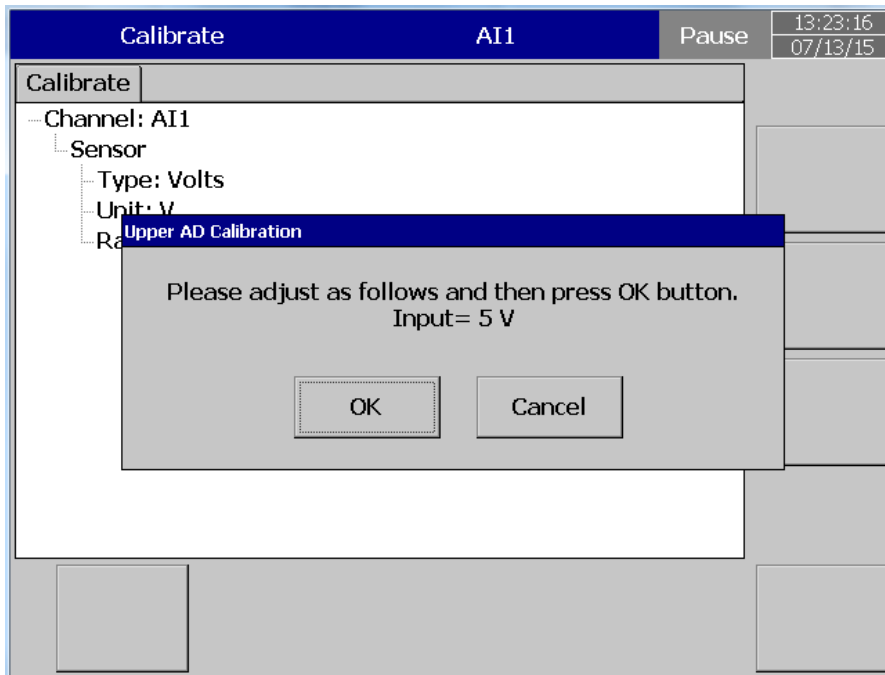 Calibrate AI1 Pause 13:23:16
07/13/15
Calibrate
Channel: AI1
Sensor
Type: Volts
Unit: V
Ra
Upper AD Calibration
Please adjust as follows and then press OK button.
Input= 5 V
OK Cancel